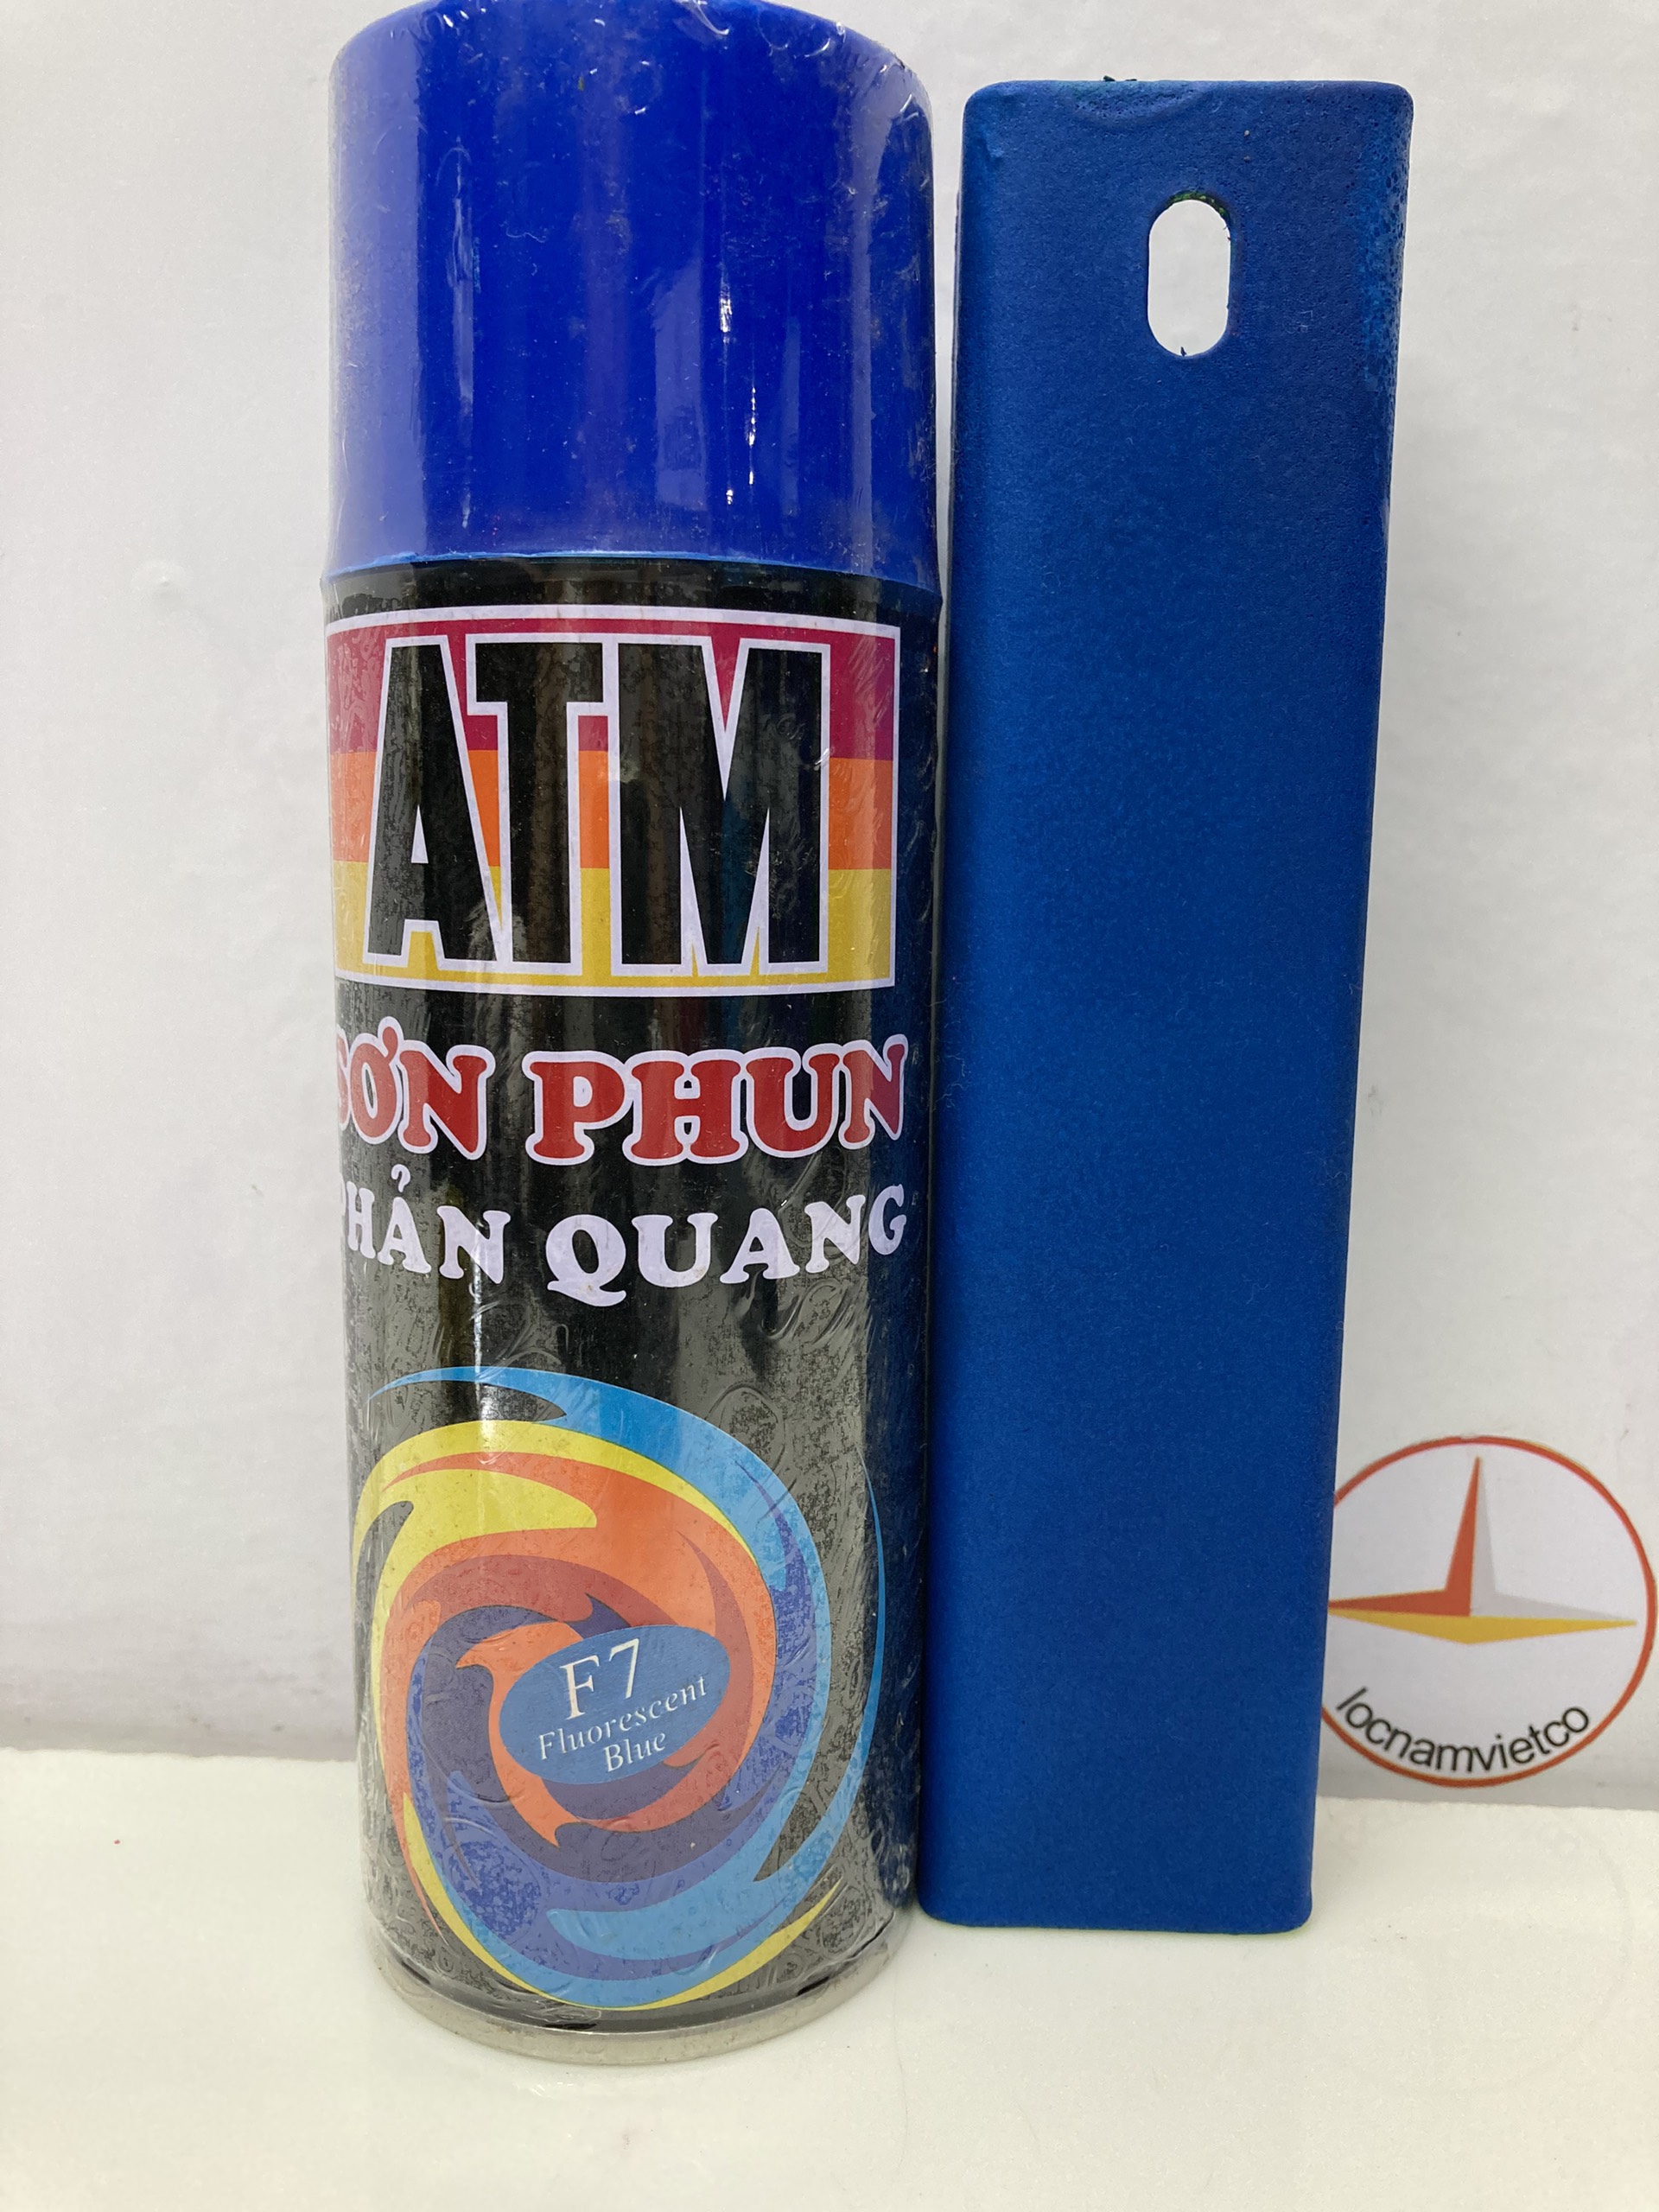 ATM
SƠN PHUN
PHẢN QUANG
F7
Fluorescent
Blue
locnamvietco